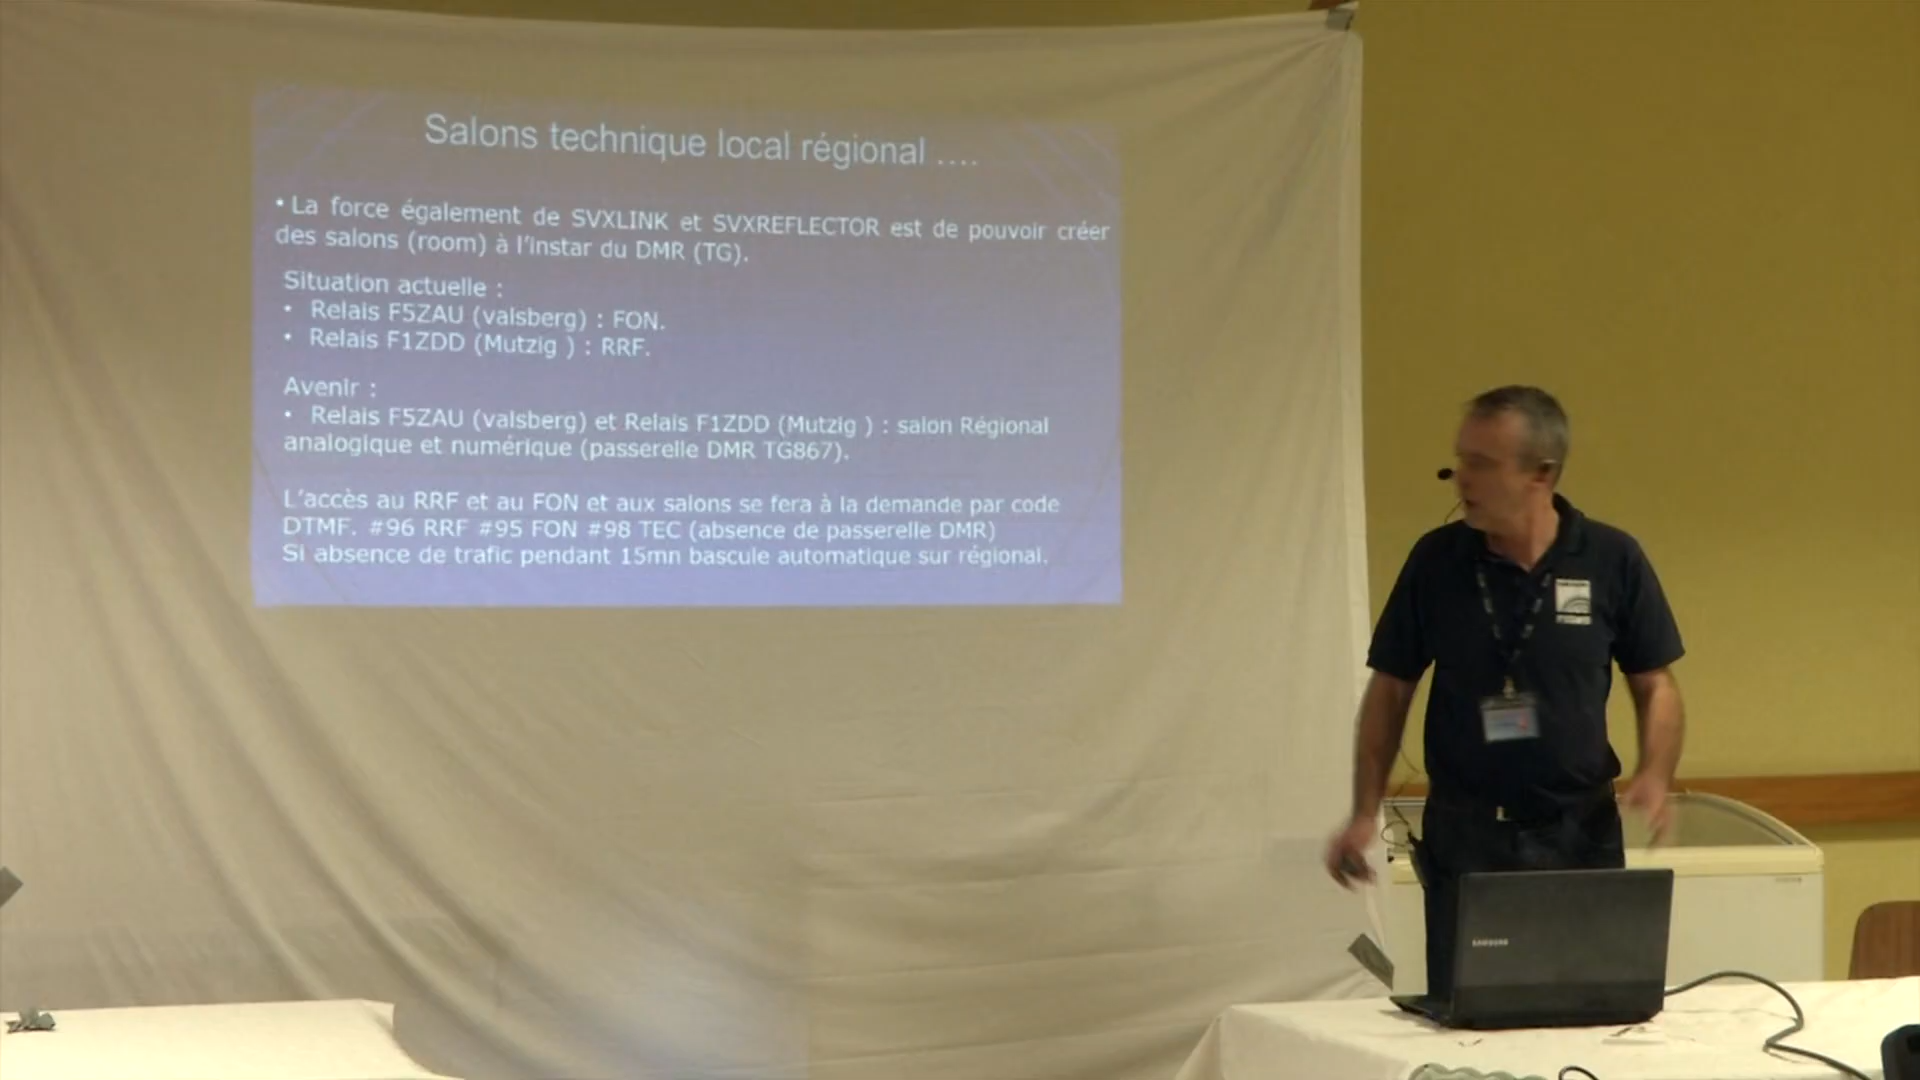 Salons technique local régional ....
• La force également de SVXLINK et SVXREFLECTOR est de pouvoir créer
des salons (room) à l'instar du DMR (TG).
Situation actuelle :
• Relais F5ZAU (valsberg) : FON.
• Relais F1ZDD (Mutzig ) : RRF.
Avenir :
• Relais F5ZAU (valsberg) et Relais F1ZDD (Mutzig ) : salon Régional
analogique et numérique (passerelle DMR TG867).
L'accès au RRF et au FON et aux salons se fera à la demande par code
DTMF. #96 RRF #95 FON #98 TEC (absence de passerelle DMR)
Si absence de trafic pendant 15mn bascule automatique sur régional.
SAMSUNG